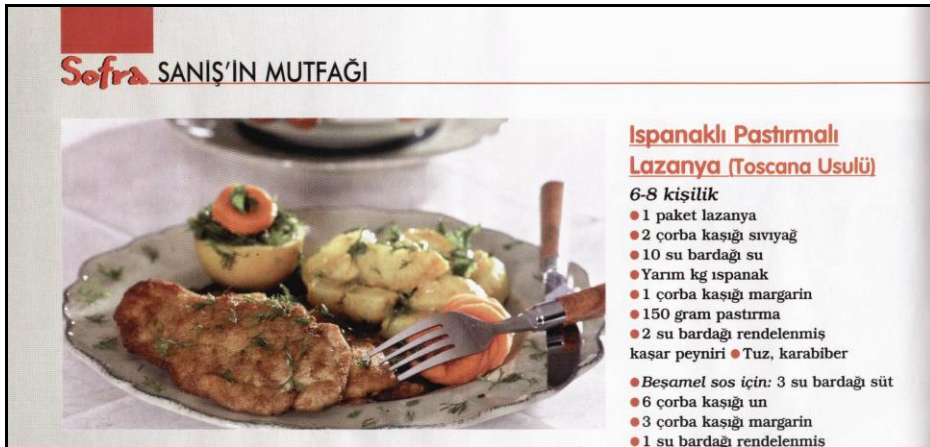 Sofra SANİŞ'İN MUTFAĞI
Ispanaklı Pastırmalı
Lazanya (Toscana Usulü)
6-8 kişilik
●1 paket lazanya
●2 çorba kaşığı sıvıyağ
●10 su bardağı su
●Yarım kg ıspanak
●1 çorba kaşığı margarin
●150 gram pastırma
●2 su bardağı rendelenmiş
kaşar peyniri ●Tuz, karabiber
●Beşamel sos için: 3 su bardağı süt
●6 çorba kaşığı un
●3 çorba kaşığı margarin
●1 su bardağı rendelenmiş